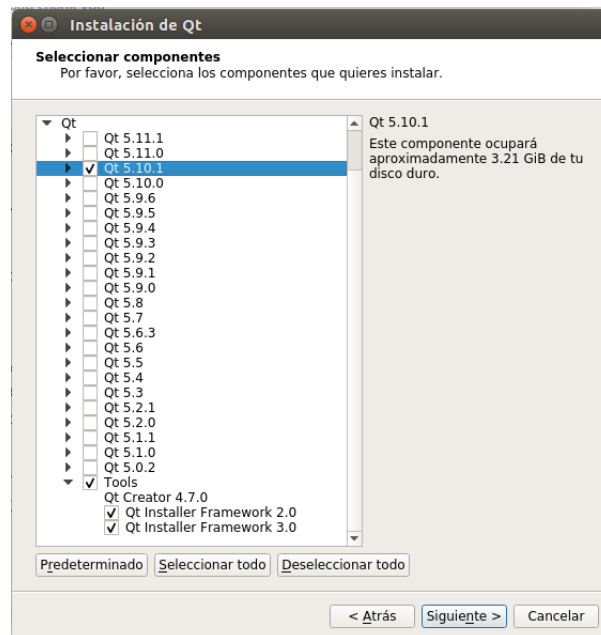 Instalación de Qt
Seleccionar componentes
Por favor, selecciona los componentes que quieres instalar.
Qt
Qt 5.11.1
Qt 5.11.0
Qt 5.10.1
Qt 5.10.0
Qt 5.9.6
Qt 5.9.5
Qt 5.9.4
Qt 5.9.3
Qt 5.9.2
Qt 5.9.1
Qt 5.9.0
Qt 5.8
Qt 5.7
Qt 5.6.3
Qt 5.6
Qt 5.5
Qt 5.4
Qt 5.3
Qt 5.2.1
Qt 5.2.0
Qt 5.1.1
Qt 5.1.0
Qt 5.0.2
Tools
Qt Creator 4.7.0
Qt Installer Framework 2.0
Qt Installer Framework 3.0
Qt 5.10.1
Este componente ocupará
aproximadamente 3.21 GiB de tu
disco duro.
Predeterminado Seleccionar todo Deseleccionar todo
< Atrás Siguiente > Cancelar